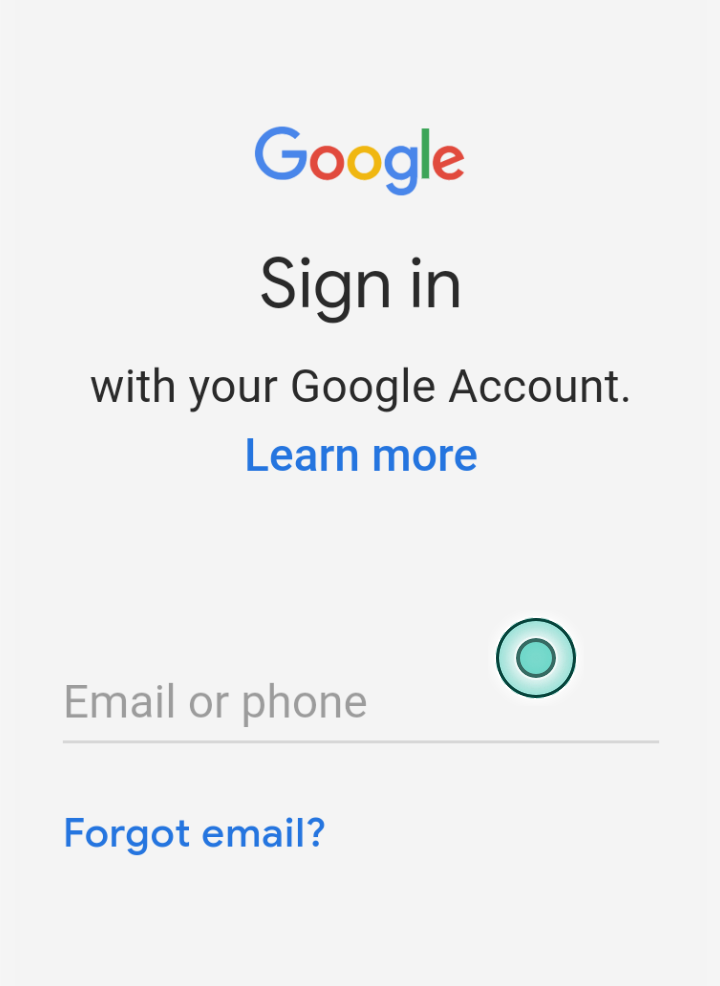 Google
Sign in
with your Google Account.
Learn more
Email or phone
Forgot email?